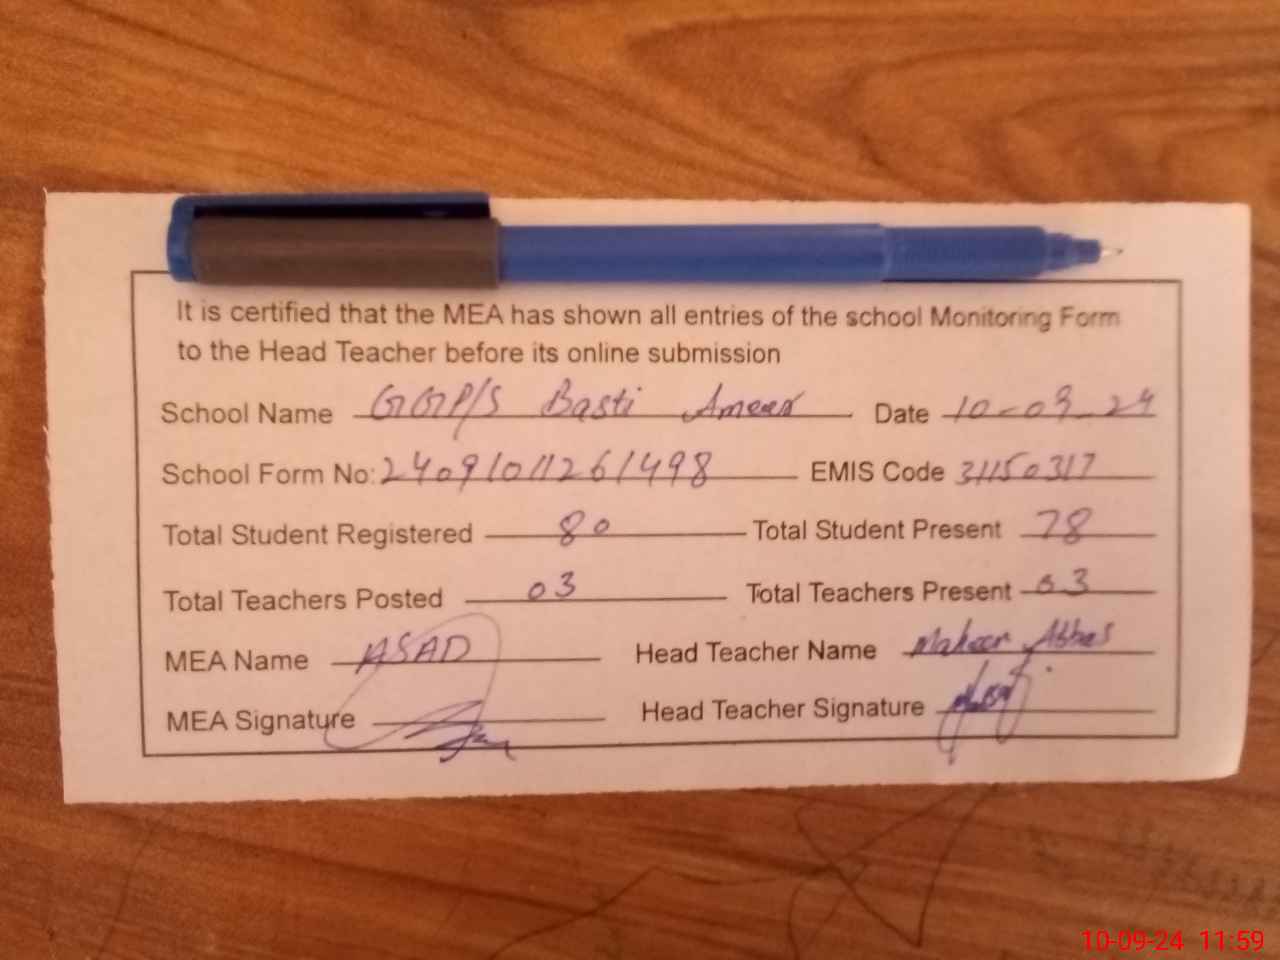 It is certified that the MEA has shown all entries of the school Monitoring Form
to the Head Teacher before its online submission
School Name GGP/S Basti Ameer Date 10-09-24
School Form No: 24091011261498 EMIS Code 31150317
Total Student Registered 80 Total Student Present 78
Total Teachers Posted 03 Total Teachers Present 03
MEA Name ASAD Head Teacher Name Abbas
MEA Signature Head Teacher Signature
10-09-24 11:59